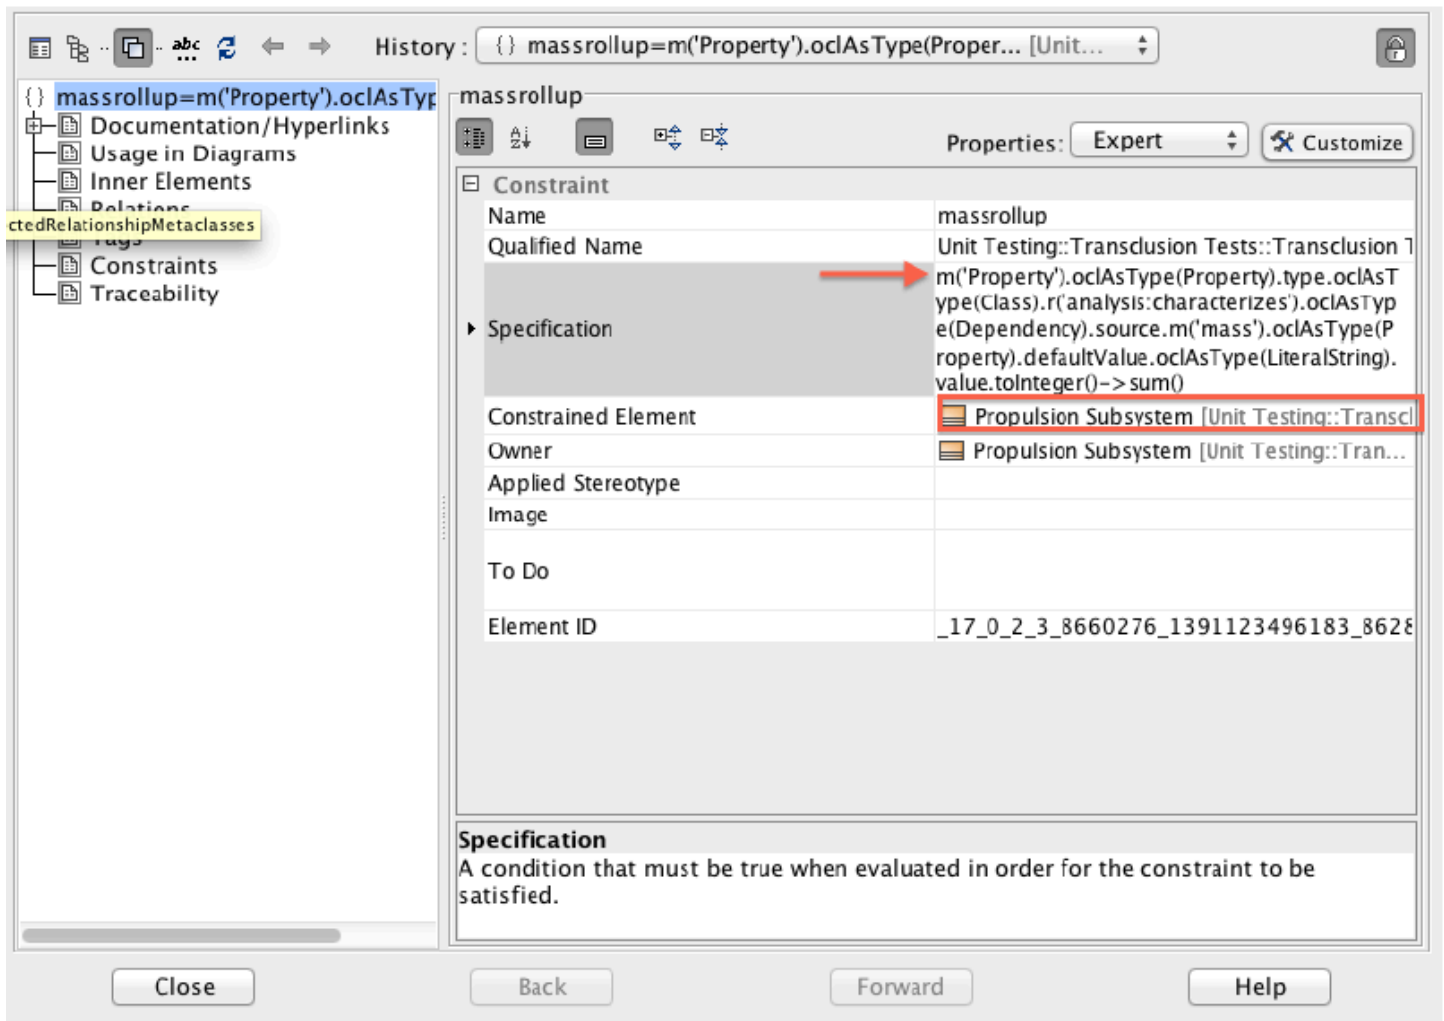 abc
History : {} massrollup=m('Property').oclAsType(Proper... [Unit...
{} massrollup=m('Property').oclAsTyp
Documentation/Hyperlinks
Usage in Diagrams
Inner Elements
Relations
ctedRelationshipMetaclasses
Tags
Constraints
Traceability
massrollup
Properties: Expert Customize
Constraint
Name massrollup
Qualified Name Unit Testing::Transclusion Tests::Transclusion T
Specification
m('Property').oclAsType(Property).type.oclAsT
ype(Class).r('analysis:characterizes').oclAsTyp
e(Dependency).source.m('mass').oclAsType(P
roperty).defaultValue.oclAsType(LiteralString).
value.toInteger()->sum()
Constrained Element Propulsion Subsystem [Unit Testing::Transcl
Owner Propulsion Subsystem [Unit Testing::Tran...
Applied Stereotype
Image
To Do
Element ID _17_0_2_3_8660276_1391123496183_8628
Specification
A condition that must be true when evaluated in order for the constraint to be
satisfied.
Close Back Forward Help